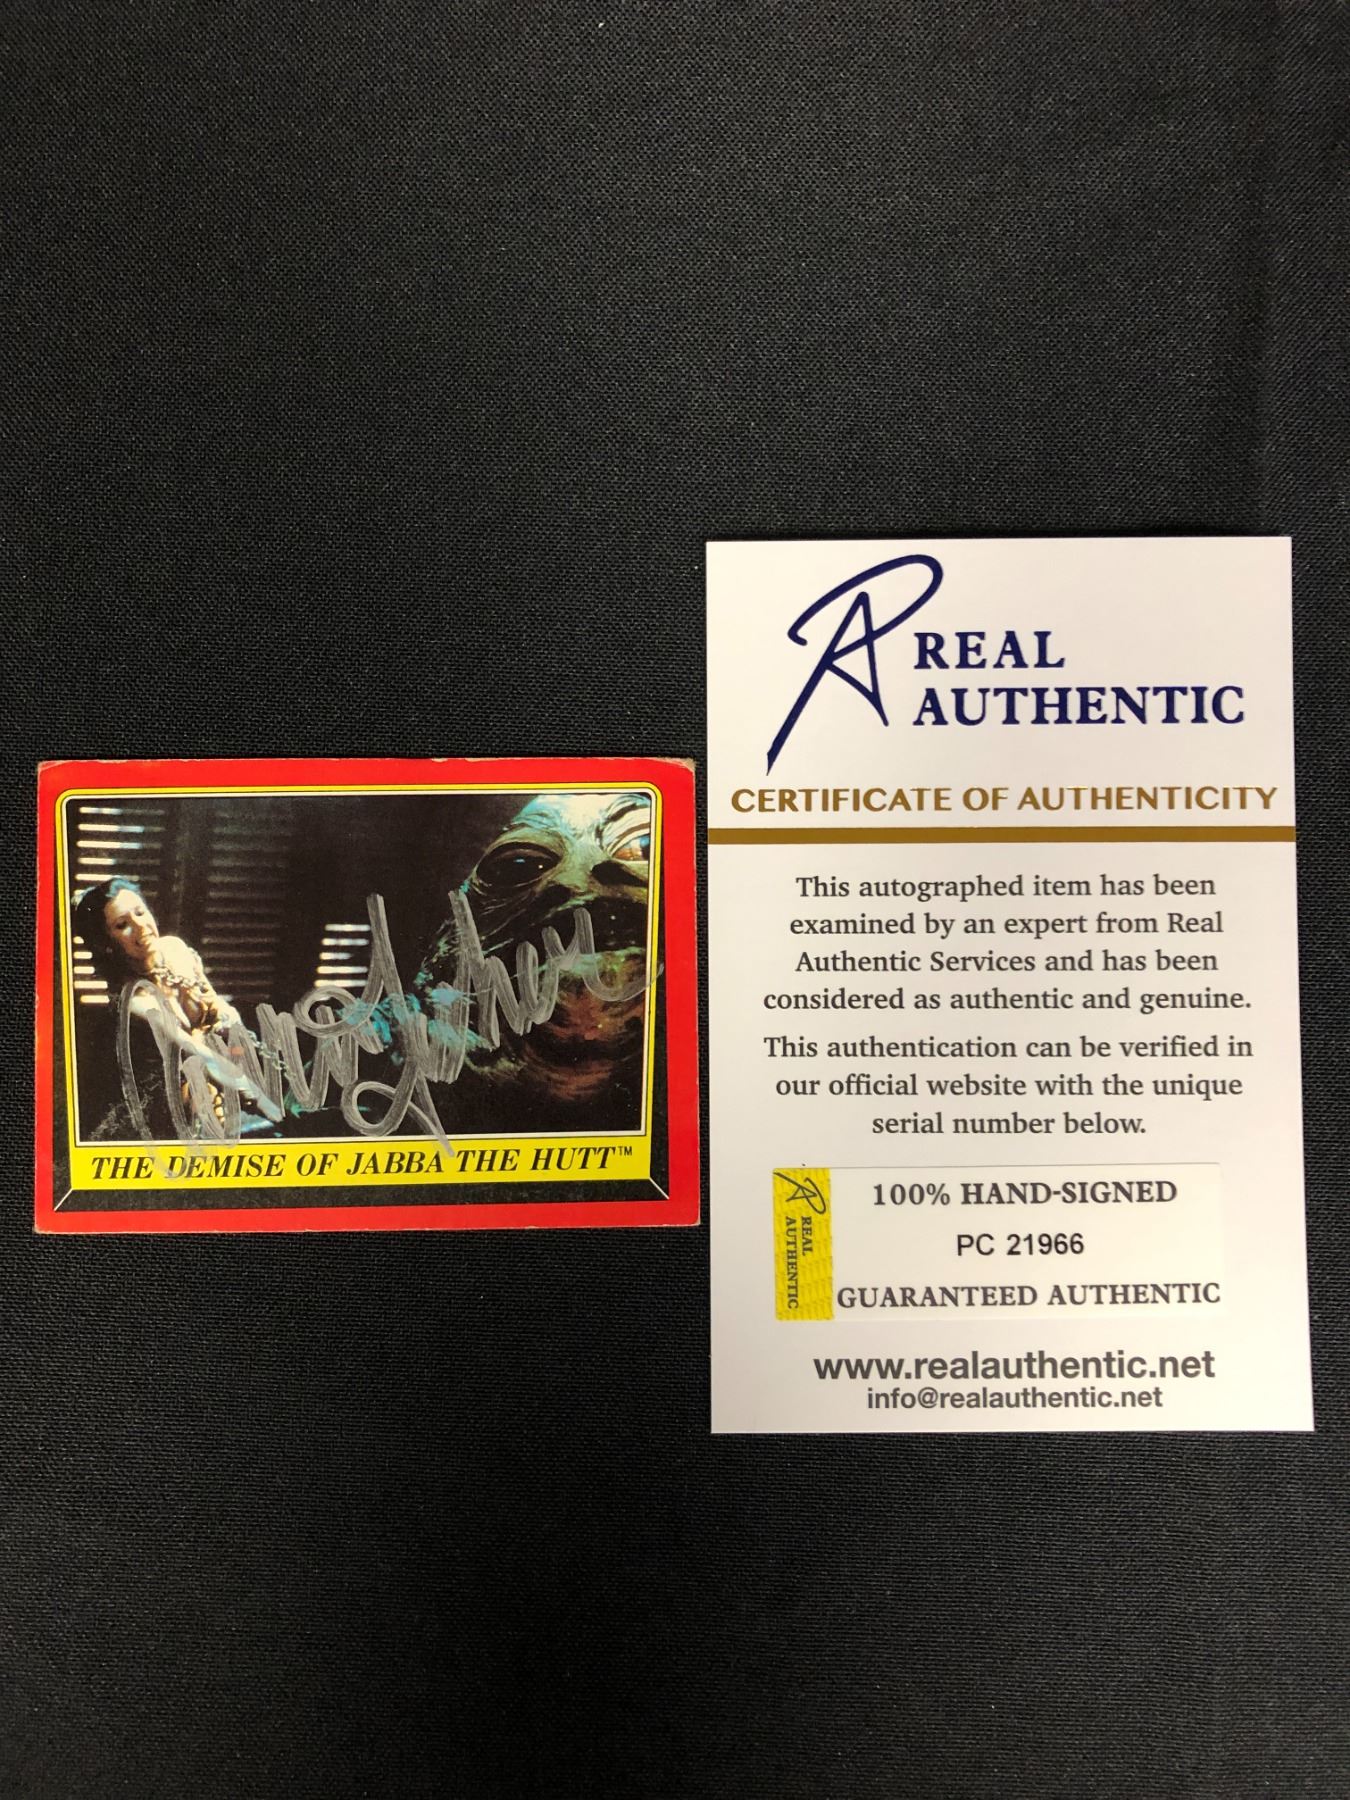 THE DEMISE OF JABBA THE HUTT™
REAL
AUTHENTIC
CERTIFICATE OF AUTHENTICITY
This autographed item has been
examined by an expert from Real
Authentic Services and has been
considered as authentic and genuine.
This authentication can be verified in
our official website with the unique
serial number below.
REAL
AUTHENTIC
100% HAND-SIGNED
PC 21966
GUARANTEED AUTHENTIC
www.realauthentic.net
info@realauthentic.net